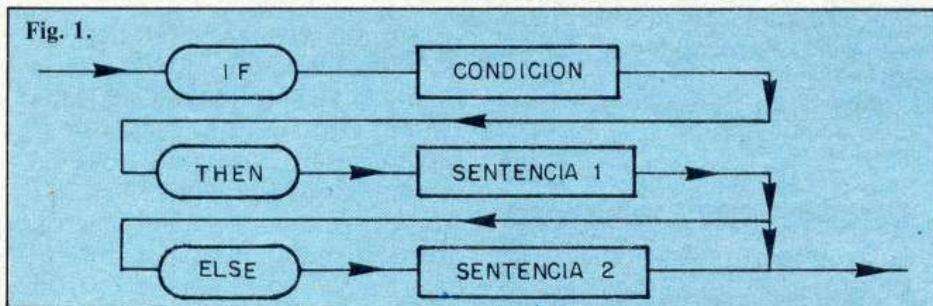 Fig. 1.
IF CONDICION
THEN SENTENCIA 1
ELSE SENTENCIA 2